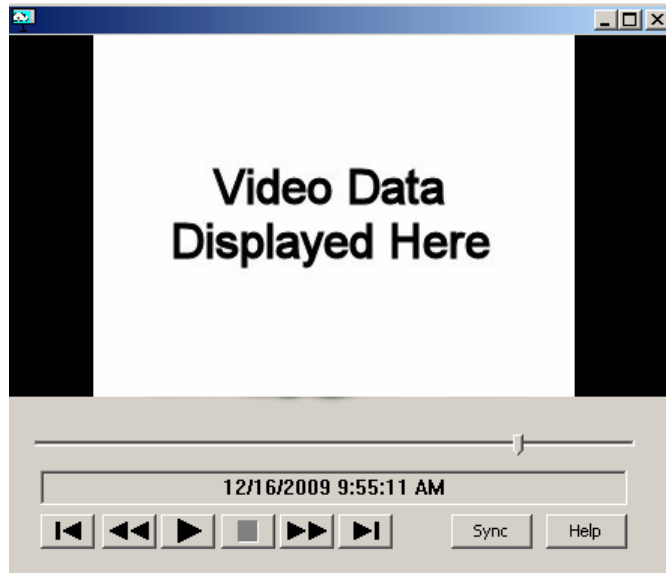 Video Data
Displayed Here
12/16/2009 9:55:11 AM
Sync Help